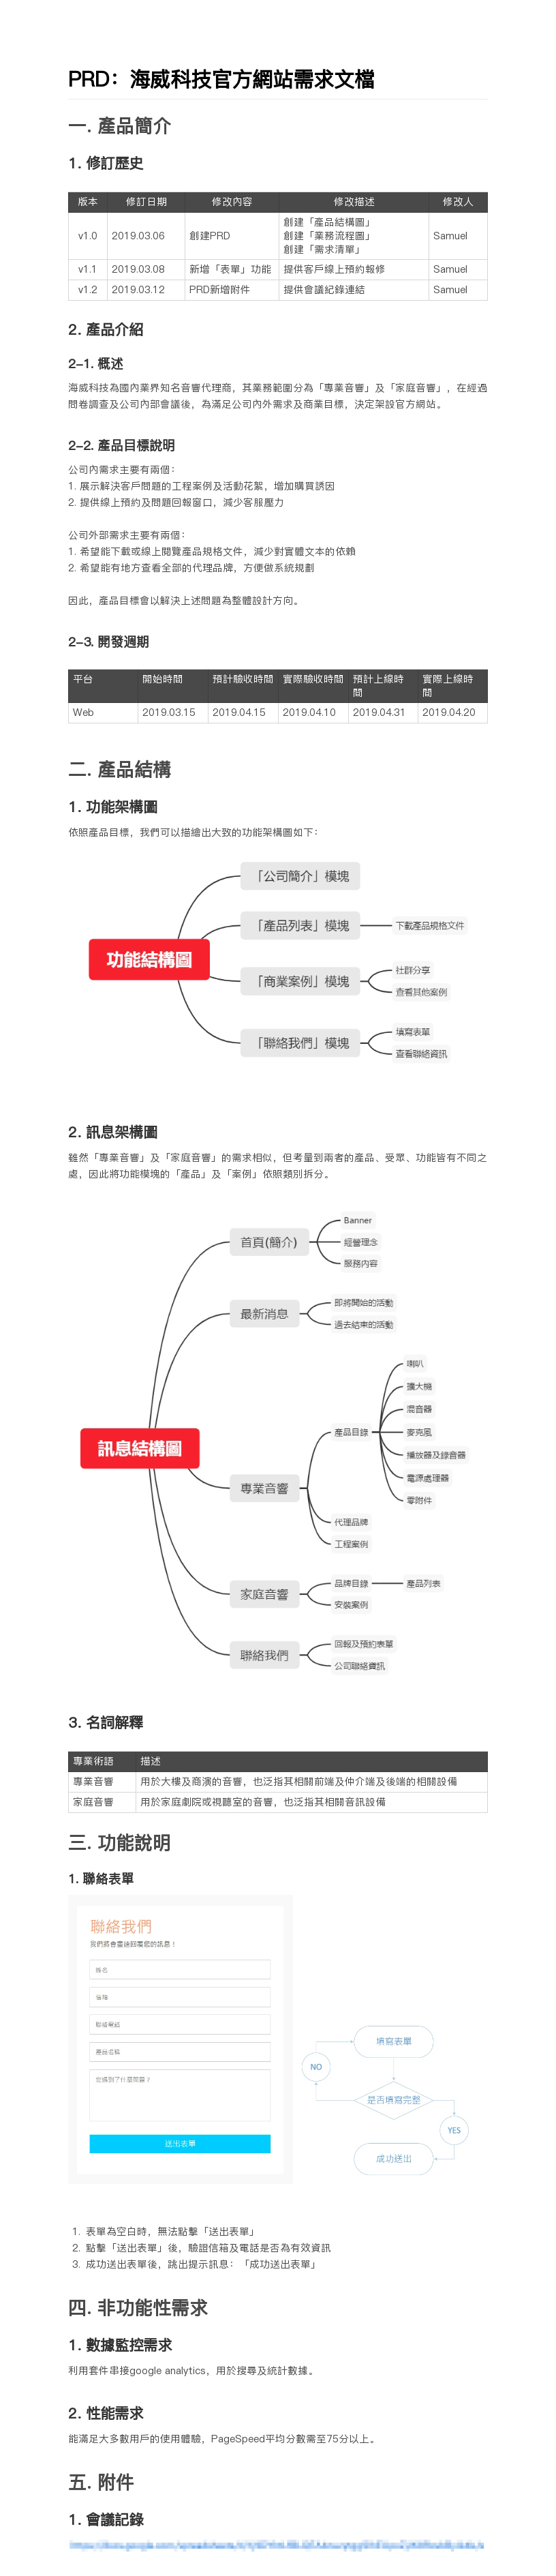 PRD：海威科技官方網站需求文檔
一. 產品簡介
1. 修訂歷史
版本 修訂日期 修改內容 修改描述 修改人
v1.0 2019.03.06 創建PRD 創建「產品結構圖」 Samuel
創建「業務流程圖」
創建「需求清單」
v1.1 2019.03.08 新增「表單」功能 提供客戶線上預約報修 Samuel
v1.2 2019.03.12 PRD新增附件 提供會議紀錄連結 Samuel
2. 產品介紹
2-1. 概述
海威科技為國內業界知名音響代理商，其業務範圍分為「專業音響」及「家庭音響」，在經過
問卷調查及公司內部會議後，為滿足公司內外需求及商業目標，決定架設官方網站。
2-2. 產品目標說明
公司內需求主要有兩個：
1. 展示解決客戶問題的工程案例及活動花絮，增加購買誘因
2. 提供線上預約及問題回報窗口，減少客服壓力
公司外部需求主要有兩個：
1. 希望能下載或線上閱覽產品規格文件，減少對實體文本的依賴
2. 希望能有地方查看全部的代理品牌，方便做系統規劃
因此，產品目標會以解決上述問題為整體設計方向。
2-3. 開發週期
平台 開始時間 預計驗收時間 實際驗收時間 預計上線時間 實際上線時間
Web 2019.03.15 2019.04.15 2019.04.10 2019.04.31 2019.04.20
二. 產品結構
1. 功能架構圖
依照產品目標，我們可以描繪出大致的功能架構圖如下：
功能結構圖
「公司簡介」模塊
「產品列表」模塊
下載產品規格文件
「商業案例」模塊
社群分享
查看其他案例
「聯絡我們」模塊
填寫表單
查看聯絡資訊
2. 訊息架構圖
雖然「專業音響」及「家庭音響」的需求相似，但考量到兩者的產品、受眾、功能皆有不同之
處，因此將功能模塊的「產品」及「案例」依照類別拆分。
訊息結構圖
首頁(簡介)
Banner
經營理念
服務內容
最新消息
即將開始的活動
過去結束的活動
專業音響
產品目錄
喇叭
擴大機
混音器
麥克風
播放器及錄音器
電源處理器
零附件
代理品牌
工程案例
家庭音響
品牌目錄
產品列表
安裝案例
聯絡我們
回報及預約表單
公司聯絡資訊
3. 名詞解釋
專業術語 描述
專業音響 用於大樓及商演的音響，也泛指其相關前端及仲介端及後端的相關設備
家庭音響 用於家庭劇院或視聽室的音響，也泛指其相關音訊設備
三. 功能說明
1. 聯絡表單
聯絡我們
我們將會盡速回覆您的訊息！
姓名
信箱
聯絡電話
產品名稱
您遇到了什麼問題？
送出表單
填寫表單
NO
是否填寫完整
YES
成功送出
1. 表單為空白時，無法點擊「送出表單」
2. 點擊「送出表單」後，驗證信箱及電話是否為有效資訊
3. 成功送出表單後，跳出提示訊息：「成功送出表單」
四. 非功能性需求
1. 數據監控需求
利用套件串接google analytics，用於搜尋及統計數據。
2. 性能需求
能滿足大多數用戶的使用體驗，PageSpeed平均分數需至75分以上。
五. 附件
1. 會議記錄